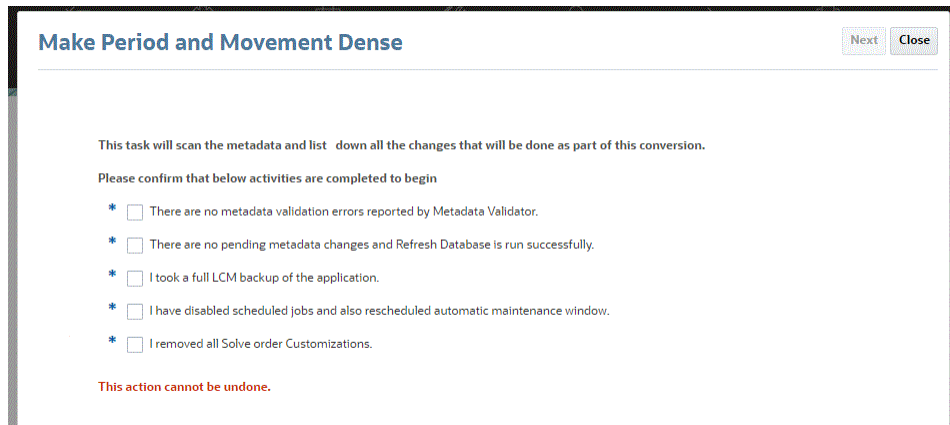 Make Period and Movement Dense
Next
Close
This task will scan the metadata and list down all the changes that will be done as part of this conversion.
Please confirm that below activities are completed to begin
* There are no metadata validation errors reported by Metadata Validator.
* There are no pending metadata changes and Refresh Database is run successfully.
* I took a full LCM backup of the application.
* I have disabled scheduled jobs and also rescheduled automatic maintenance window.
* I removed all Solve order Customizations.
This action cannot be undone.